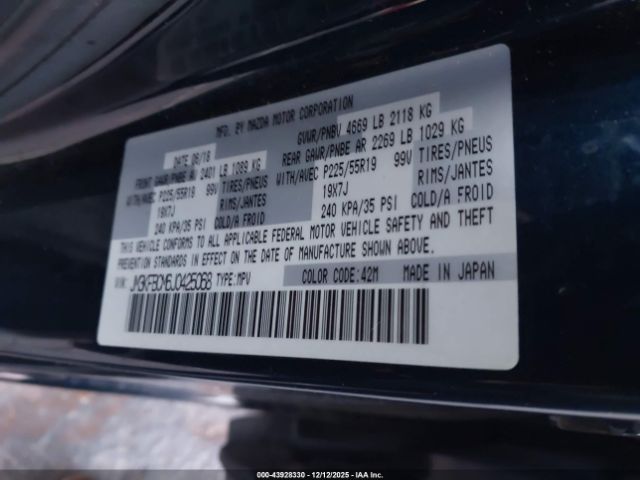 MFD. BY MAZDA MOTOR CORPORATION
DATE 06/18 GVWR/PNBV 4669 LB 2118 KG
FRONT GAWR/PNBE AV 2401 LB 1089 KG REAR GAWR/PNBE AR 2269 LB 1029 KG
WITH/AVEC P225/55R19 99V TIRES/PNEUS WITH/AVEC P225/55R19 99V TIRES/PNEUS
19X7J RIMS/JANTES 19X7J RIMS/JANTES
240 KPA/35 PSI COLD/A FROID 240 KPA/35 PSI COLD/A FROID
THIS VEHICLE CONFORMS TO ALL APPLICABLE FEDERAL MOTOR VEHICLE SAFETY AND THEFT
PREVENTION STANDARDS IN EFFECT ON THE DATE OF MANUFACTURE SHOWN ABOVE.
VIN: JM3KFBCM6J0425068 TYPE:MPV COLOR CODE:42M MADE IN JAPAN
000-43928330 - 12/12/2025 - IAA Inc.